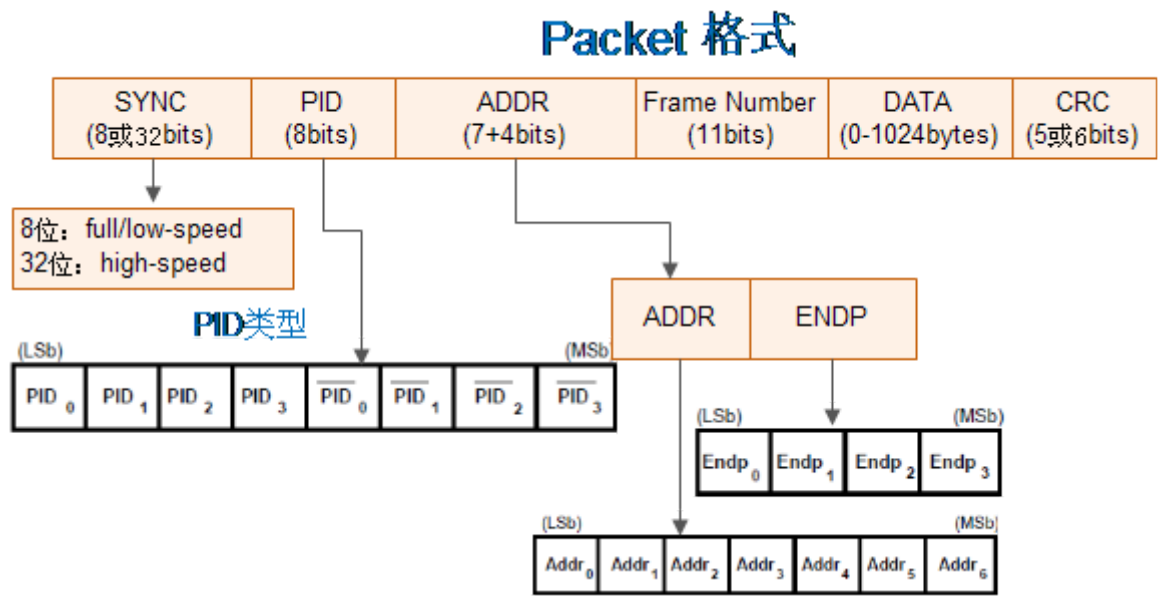 Packet 格式
SYNC
(8或32bits)
PID
(8bits)
ADDR
(7+4bits)
Frame Number
(11bits)
DATA
(0-1024bytes)
CRC
(5或6bits)
8位：full/low-speed
32位：high-speed
ADDR
ENDP
PID类型
(LSb)
(MSb)
PID 0
PID 1
PID 2
PID 3
P̅I̅D̅ 0
P̅I̅D̅ 1
P̅I̅D̅ 2
P̅I̅D̅ 3
(LSb)
(MSb)
Endp 0
Endp 1
Endp 2
Endp 3
(LSb)
(MSb)
Addr 0
Addr 1
Addr 2
Addr 3
Addr 4
Addr 5
Addr 6